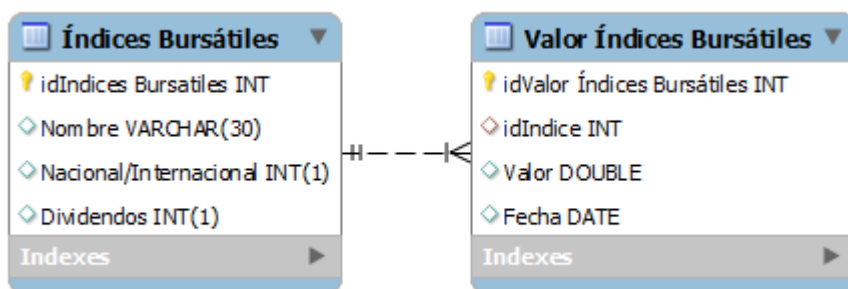 Índices Bursátiles
idIndices Bursatiles INT
Nombre VARCHAR(30)
Nacional/Internacional INT(1)
Dividendos INT(1)
Indexes
Valor Índices Bursátiles
idValor Índices Bursátiles INT
idIndice INT
Valor DOUBLE
Fecha DATE
Indexes